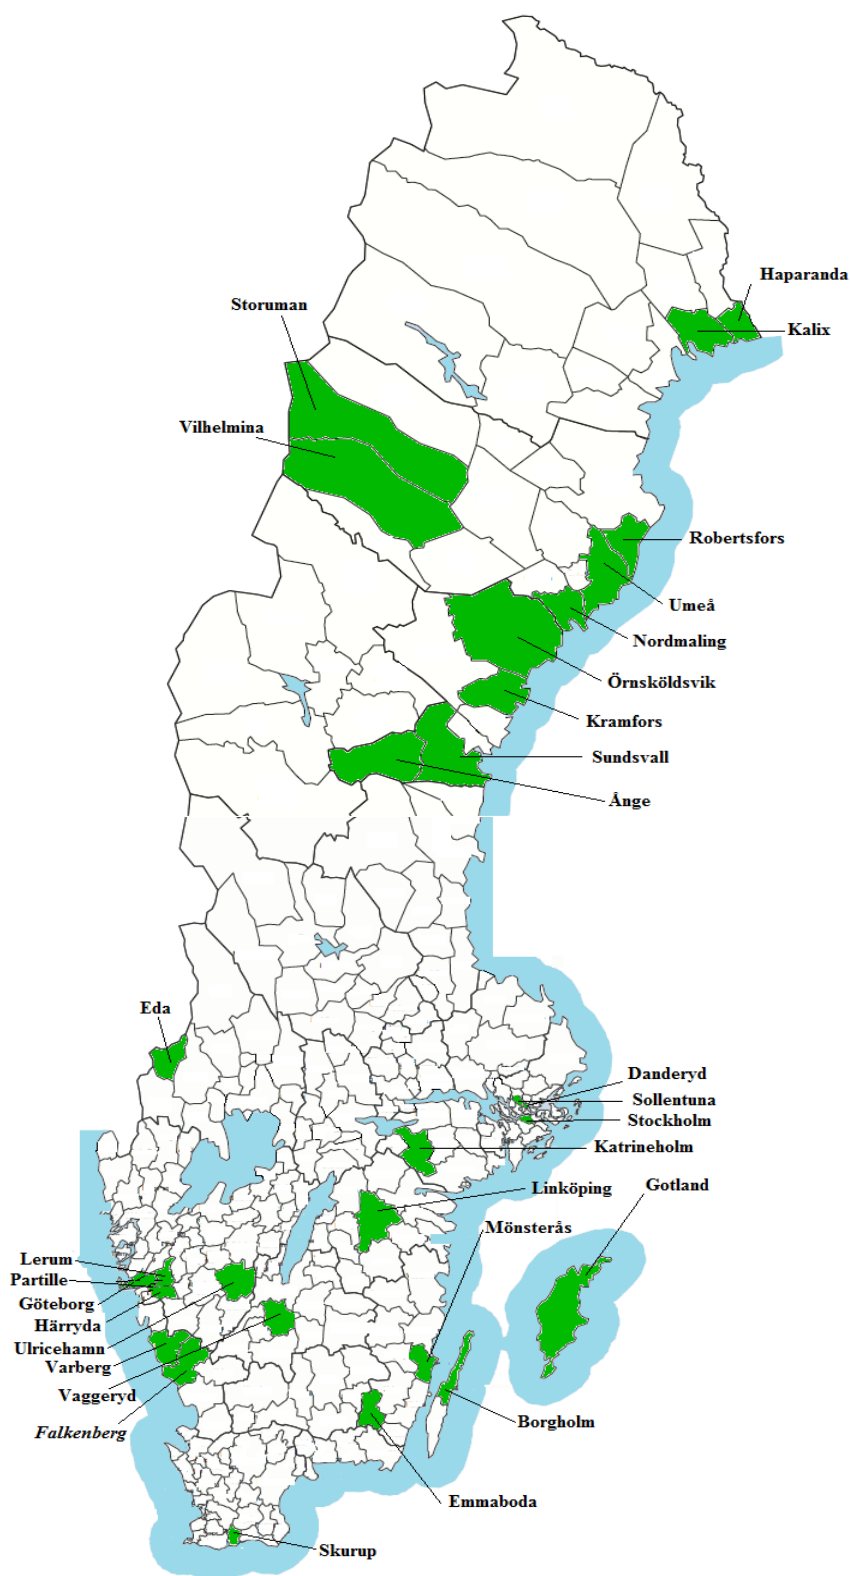 Haparanda
Storuman
Kalix
Vilhelmina
Robertsfors
Umeå
Nordmaling
Örnsköldsvik
Kramfors
Sundsvall
Ånge
Eda
Danderyd
Sollentuna
Stockholm
Katrineholm
Linköping
Gotland
Mönsterås
Lerum
Partille
Göteborg
Härryda
Ulricehamn
Varberg
Vaggeryd
Falkenberg
Borgholm
Emmaboda
Skurup